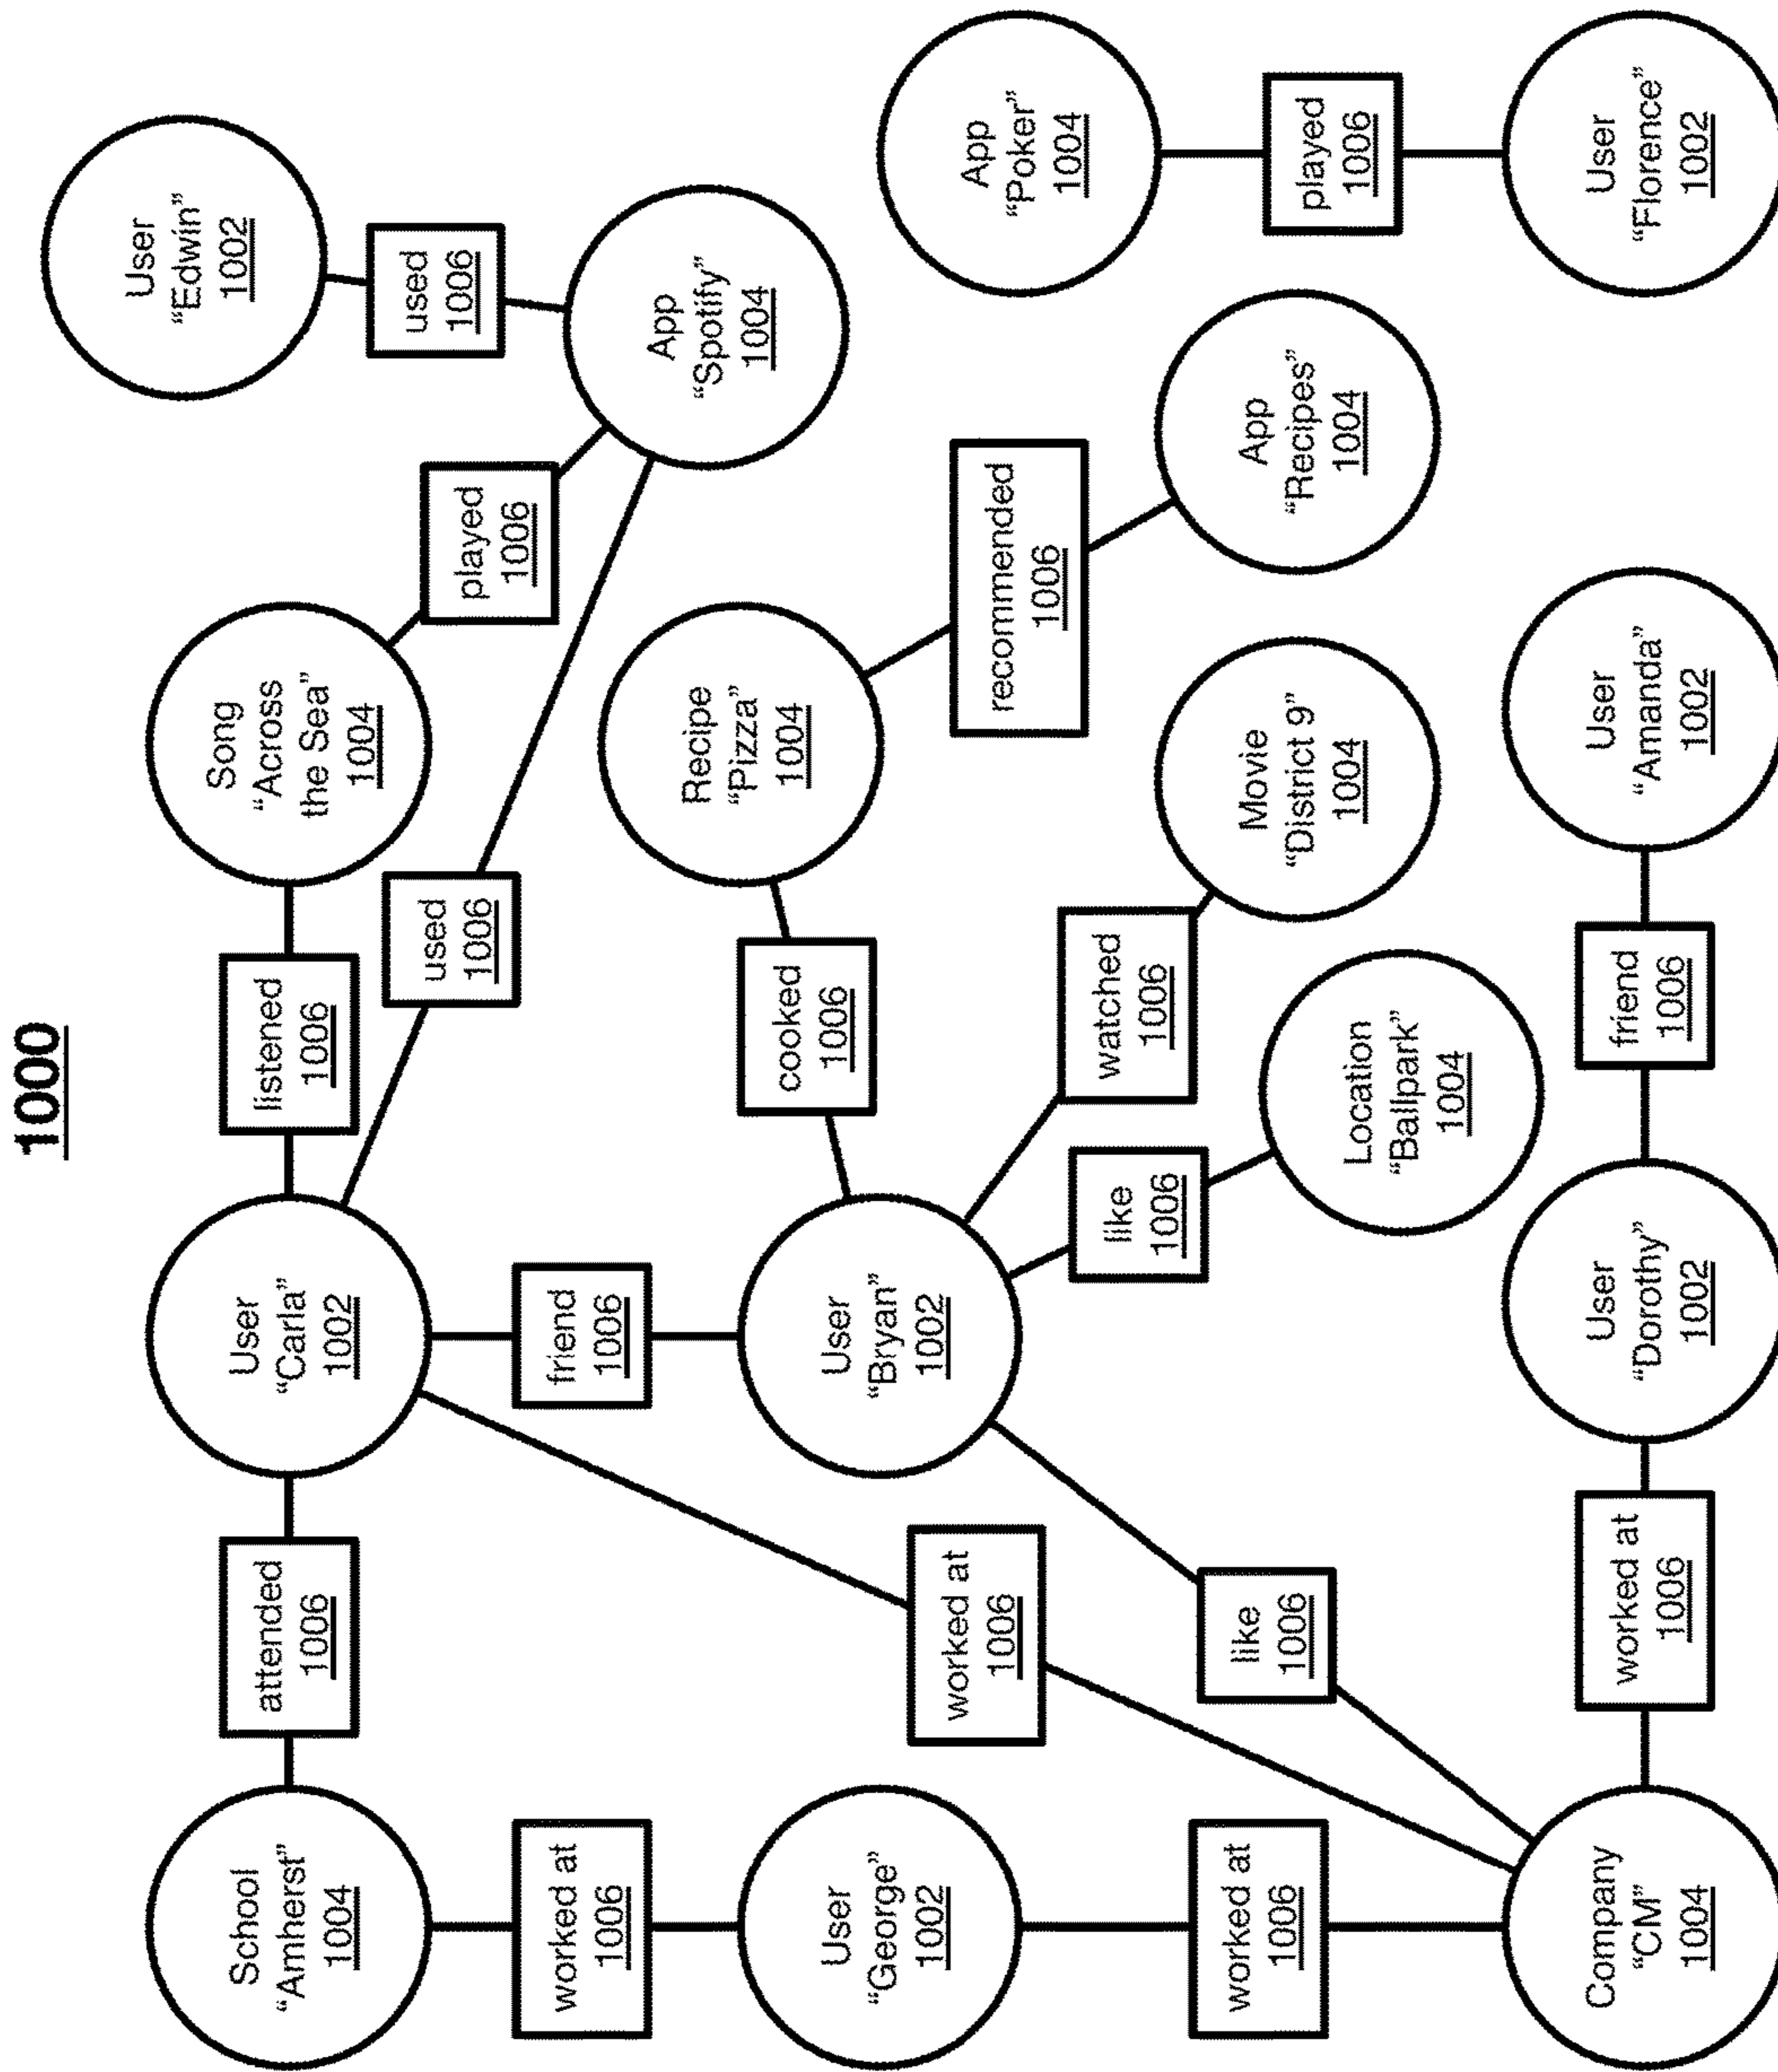 1000
School
“Amherst”
1004
attended
1006
User
“Carla”
1002
listened
1006
Song
“Across
the Sea”
1004
User
“Edwin”
1002
used
1006
played
1006
used
1006
App
“Spotify”
1004
worked at
1006
friend
1006
User
“George”
1002
User
“Bryan”
1002
cooked
1006
Recipe
“Pizza”
1004
recommended
1006
App
“Poker”
1004
worked at
1006
like
1006
watched
1006
Movie
“District 9”
1004
App
“Recipes”
1004
played
1006
worked at
1006
like
1006
Location
“Ballpark”
1004
Company
“CM”
1004
worked at
1006
User
“Dorothy”
1002
friend
1006
User
“Amanda”
1002
User
“Florence”
1002